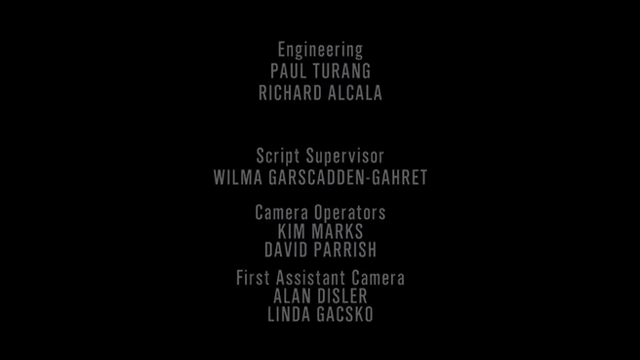 Engineering
PAUL TURANG
RICHARD ALCALA
Script Supervisor
WILMA GARSCADDEN-GAHRET
Camera Operators
KIM MARKS
DAVID PARRISH
First Assistant Camera
ALAN DISLER
LINDA GACSKO